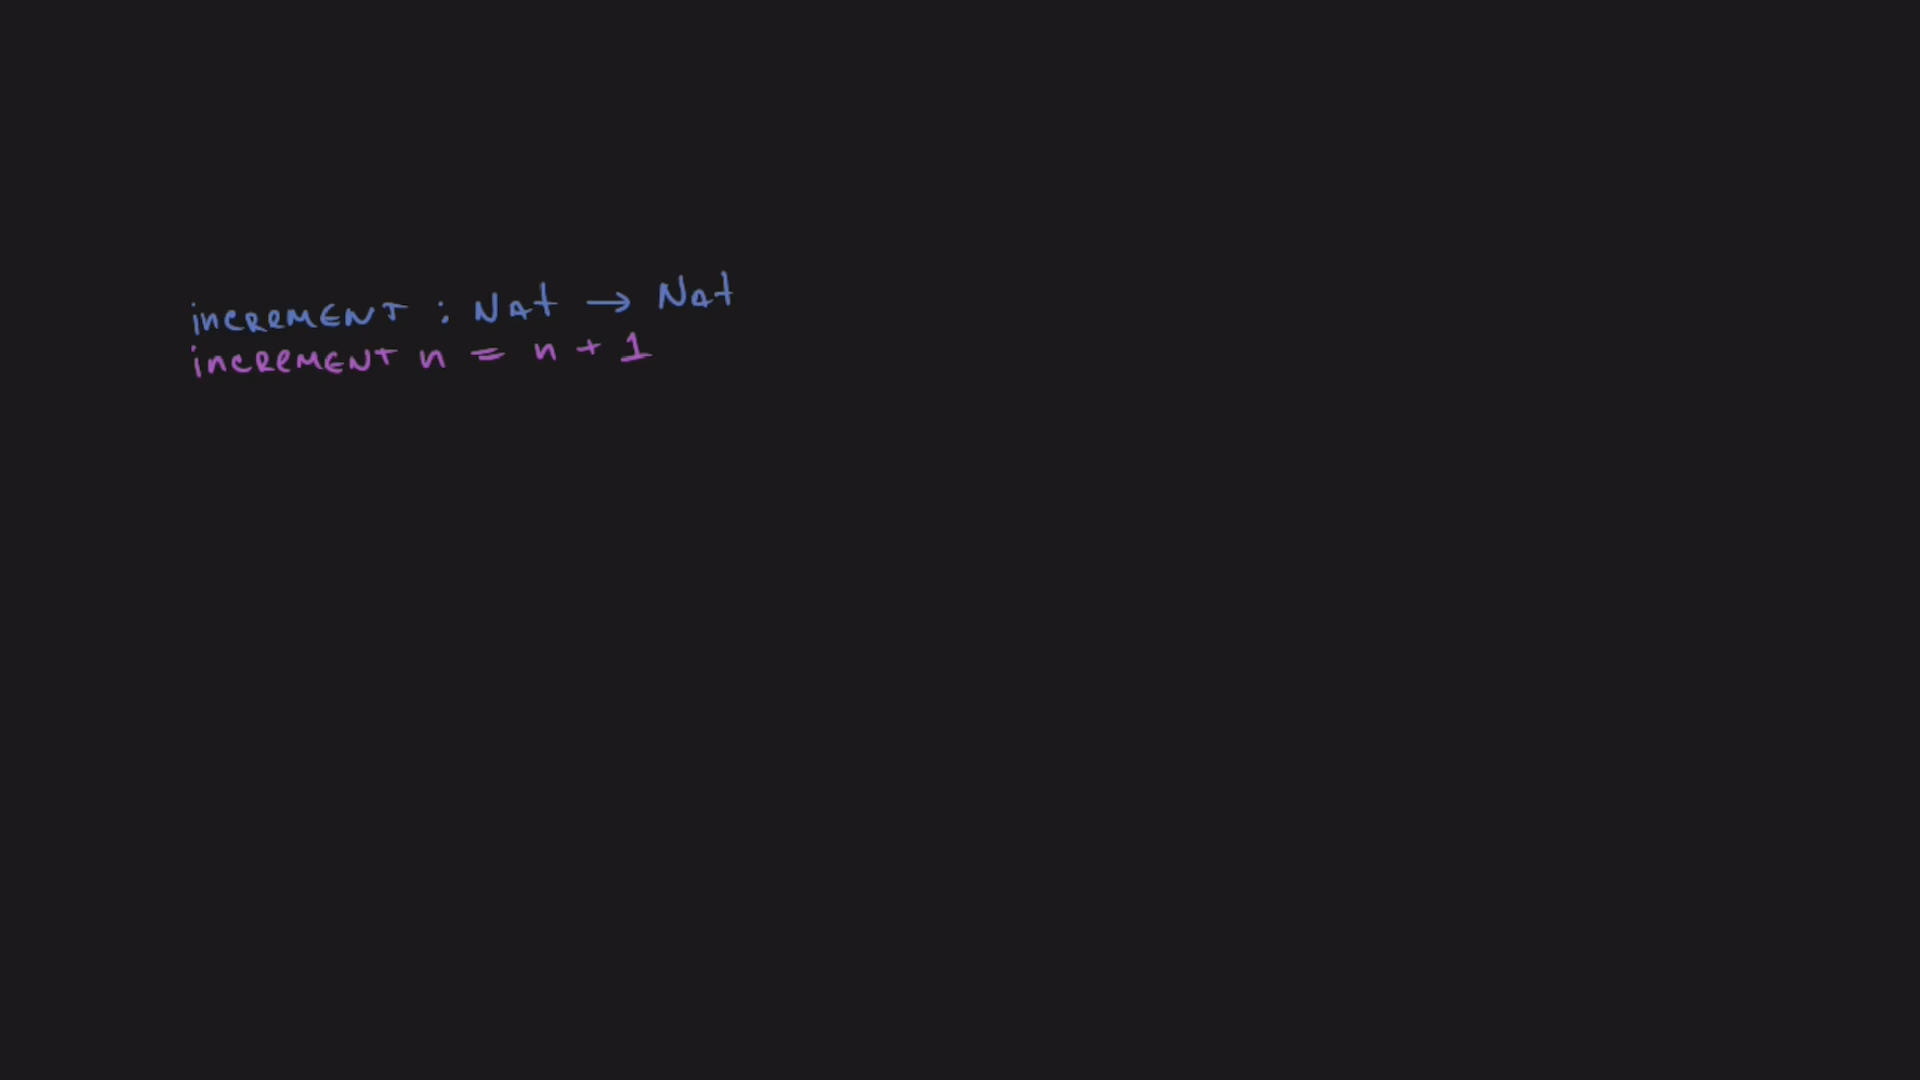 increment : Nat → Nat
increment n = n + 1